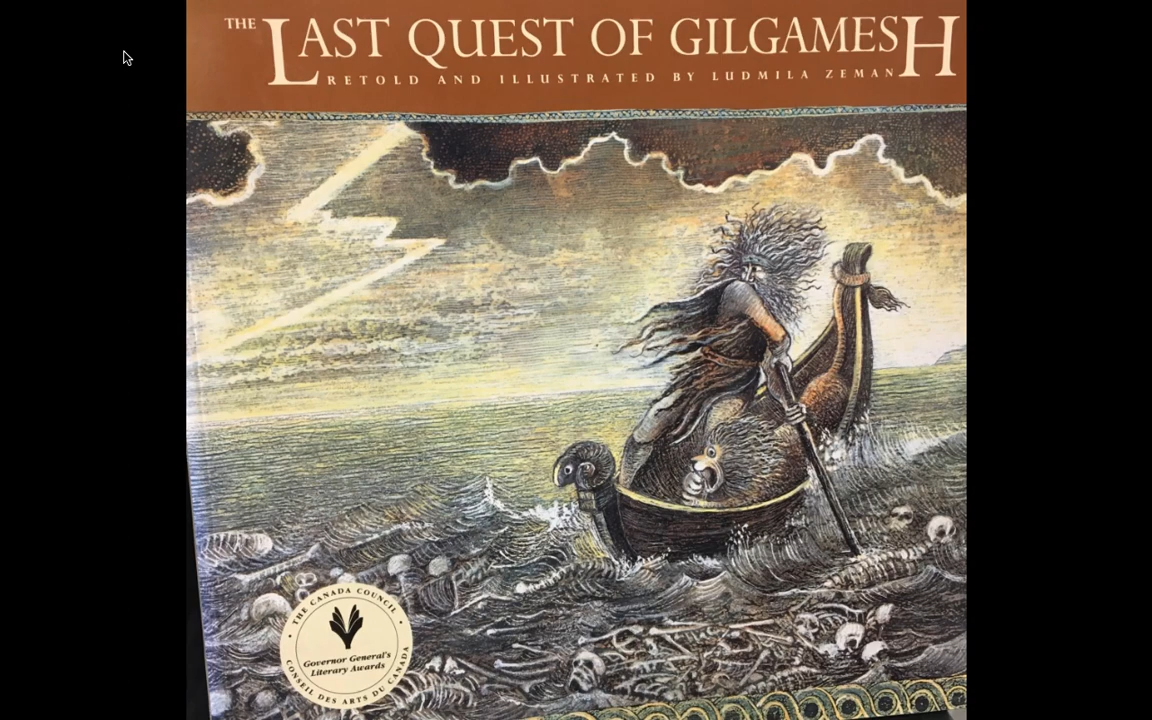 THE LAST QUEST OF GILGAMESH
RETOLD AND ILLUSTRATED BY LUDMILA ZEMAN
• THE CANADA COUNCIL •
Governor General's
Literary Awards
CONSEIL DES ARTS DU CANADA